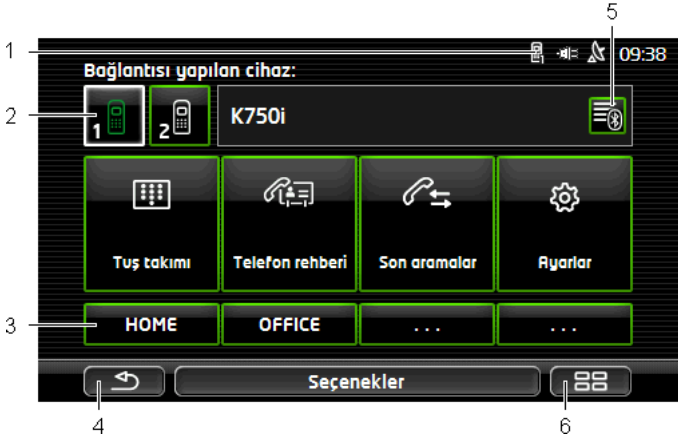 5
1
09:38
Bağlantısı yapılan cihaz:
2
1
2
K750i
Tuş takımı
Telefon rehberi
Son aramalar
Ayarlar
3
HOME
OFFICE
...
...
Seçenekler
4
6